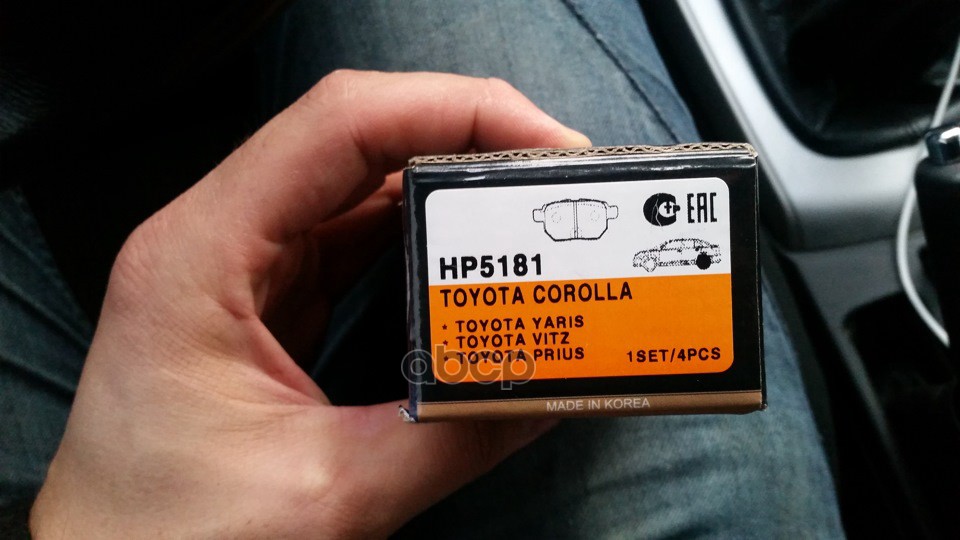 EAC
HP5181
TOYOTA COROLLA
* TOYOTA YARIS
* TOYOTA VITZ
* TOYOTA PRIUS 1SET/4PCS
abcp
MADE IN KOREA